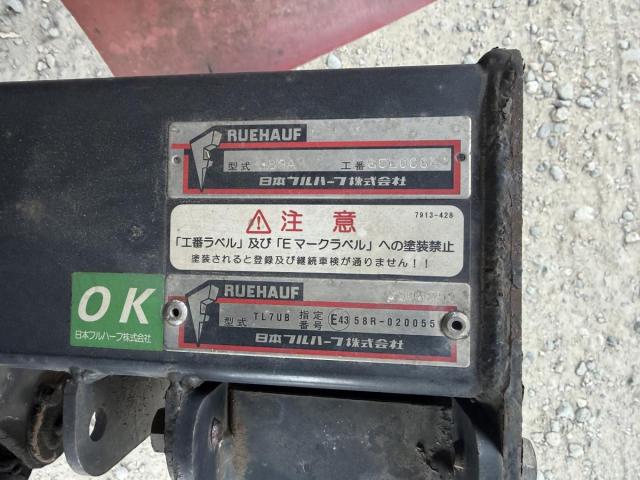 FRUEHAUF
型式
工番
日本フルハーフ株式会社
⚠注意
7913-428
「工番ラベル」及び「Eマークラベル」への塗装禁止
塗装されると登録及び継続車検が通りません!!
OK
日本フルハーフ株式会社
FRUEHAUF
型式 TL7UB 指定番号 E43 58R-020055
日本フルハーフ株式会社